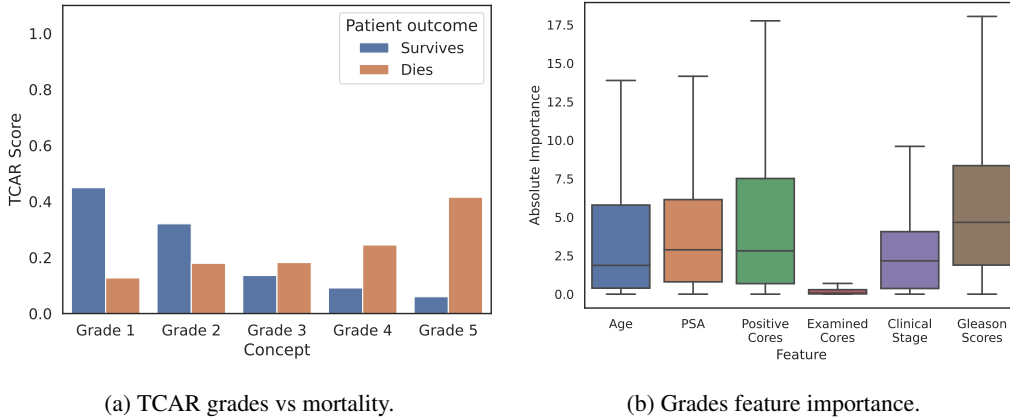 1.0
0.8
0.6
0.4
0.2
0.0
TCAR Score
Patient outcome
Survives
Dies
Grade 1 Grade 2 Grade 3 Grade 4 Grade 5
Concept
(a) TCAR grades vs mortality.
17.5
15.0
12.5
10.0
7.5
5.0
2.5
0.0
Absolute Importance
Age PSA Positive Examined Clinical Gleason
Cores Cores Stage Scores
Feature
(b) Grades feature importance.